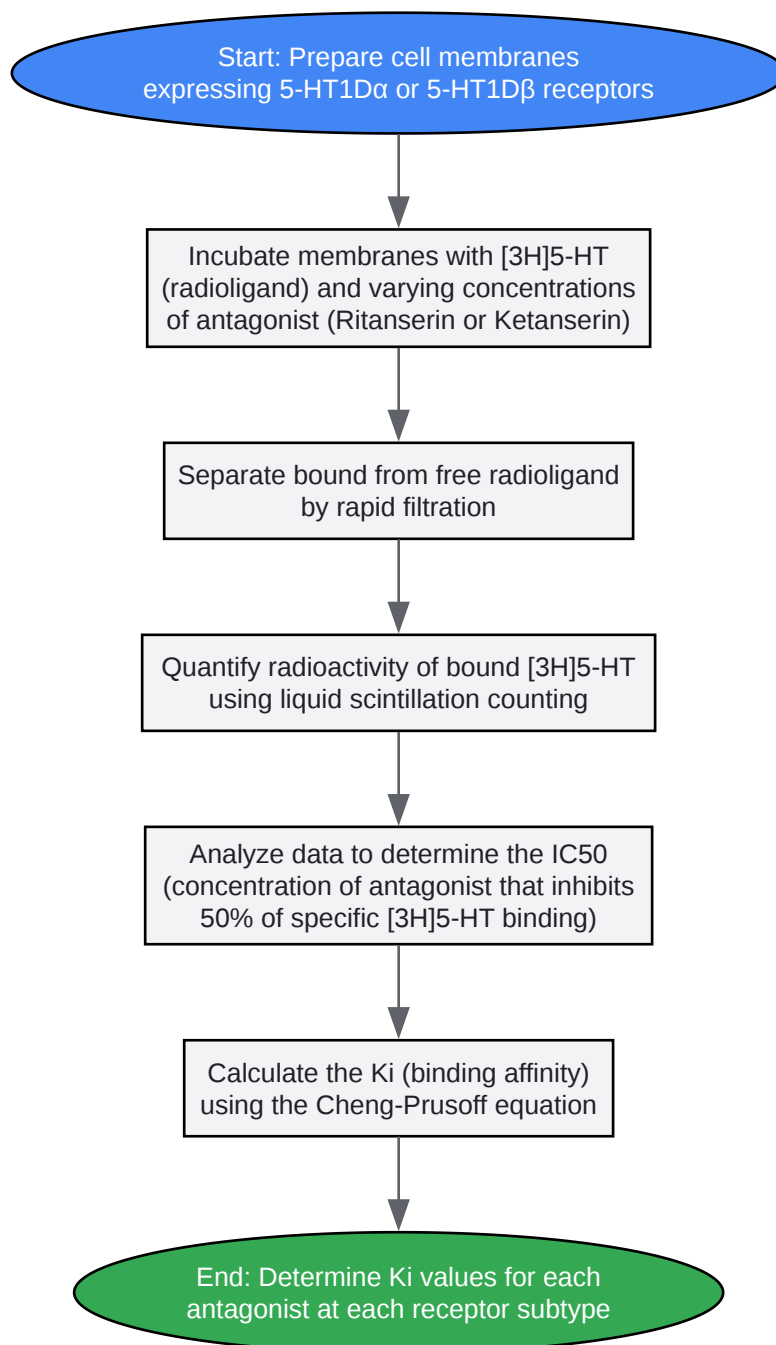 Start: Prepare cell membranes
expressing 5-HT1Dα or 5-HT1Dβ receptors
Incubate membranes with [3H]5-HT
(radioligand) and varying concentrations
of antagonist (Ritanserin or Ketanserin)
Separate bound from free radioligand
by rapid filtration
Quantify radioactivity of bound [3H]5-HT
using liquid scintillation counting
Analyze data to determine the IC50
(concentration of antagonist that inhibits
50% of specific [3H]5-HT binding)
Calculate the Ki (binding affinity)
using the Cheng-Prusoff equation
End: Determine Ki values for each
antagonist at each receptor subtype